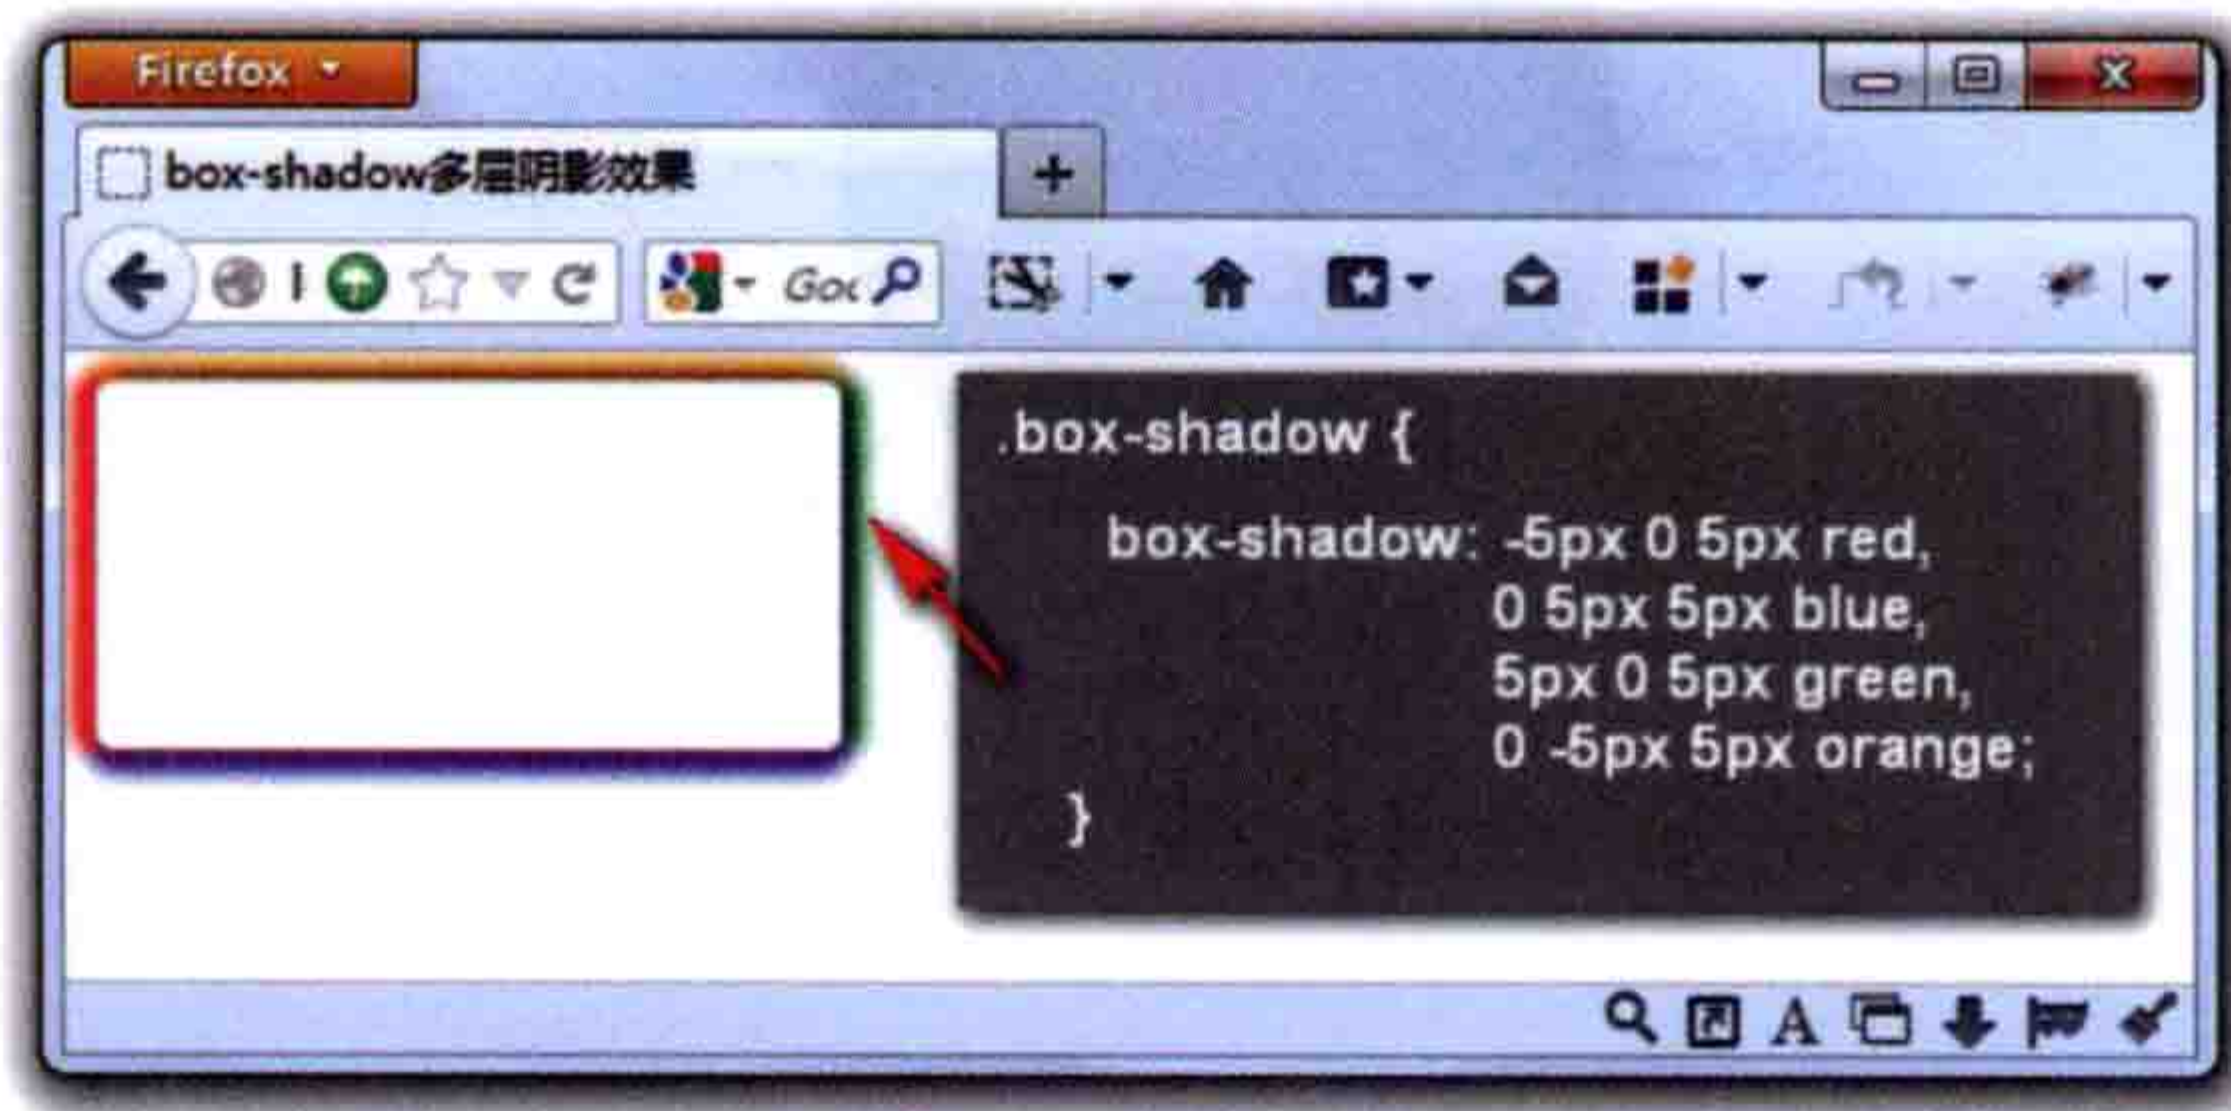 Firefox
box-shadow多层阴影效果
Goo
.box-shadow {
box-shadow: -5px 0 5px red,
0 5px 5px blue,
5px 0 5px green,
0 -5px 5px orange;
}
A